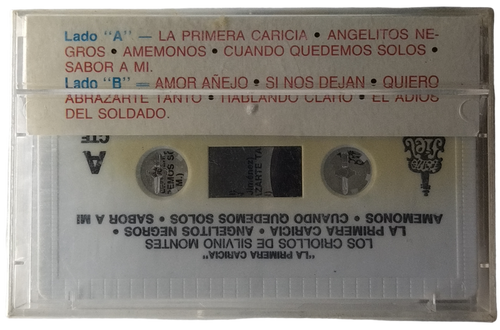 Lado "A" — LA PRIMERA CARICIA • ANGELITOS NE-
GROS • AMEMONOS • CUANDO QUEDEMOS SOLOS •
SABOR A MI.
Lado "B" — AMOR AÑEJO • SI NOS DEJAN • QUIERO
ABRAZARTE TANTO • HABLANDO CLARO • EL ADIOS
DEL SOLDADO.
"LA PRIMERA CARICIA"
LOS CRIOLLOS DE SILVINO MONTES
LA PRIMERA CARICIA • ANGELITOS NEGROS •
AMEMONOS • CUANDO QUEDEMOS SOLOS • SABOR A MI
A